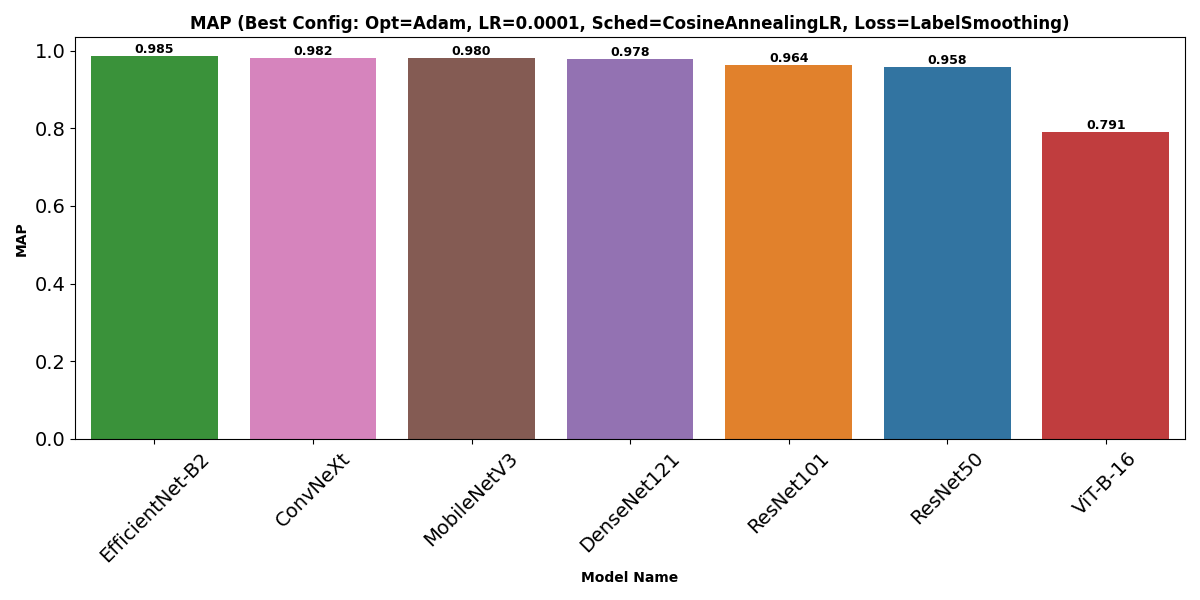 MAP (Best Config: Opt=Adam, LR=0.0001, Sched=CosineAnnealingLR, Loss=LabelSmoothing)
0.985
0.982
0.980
0.978
0.964
0.958
0.791
MAP
1.0
0.8
0.6
0.4
0.2
0.0
EfficientNet-B2
ConvNeXt
MobileNetV3
DenseNet121
ResNet101
ResNet50
ViT-B-16
Model Name